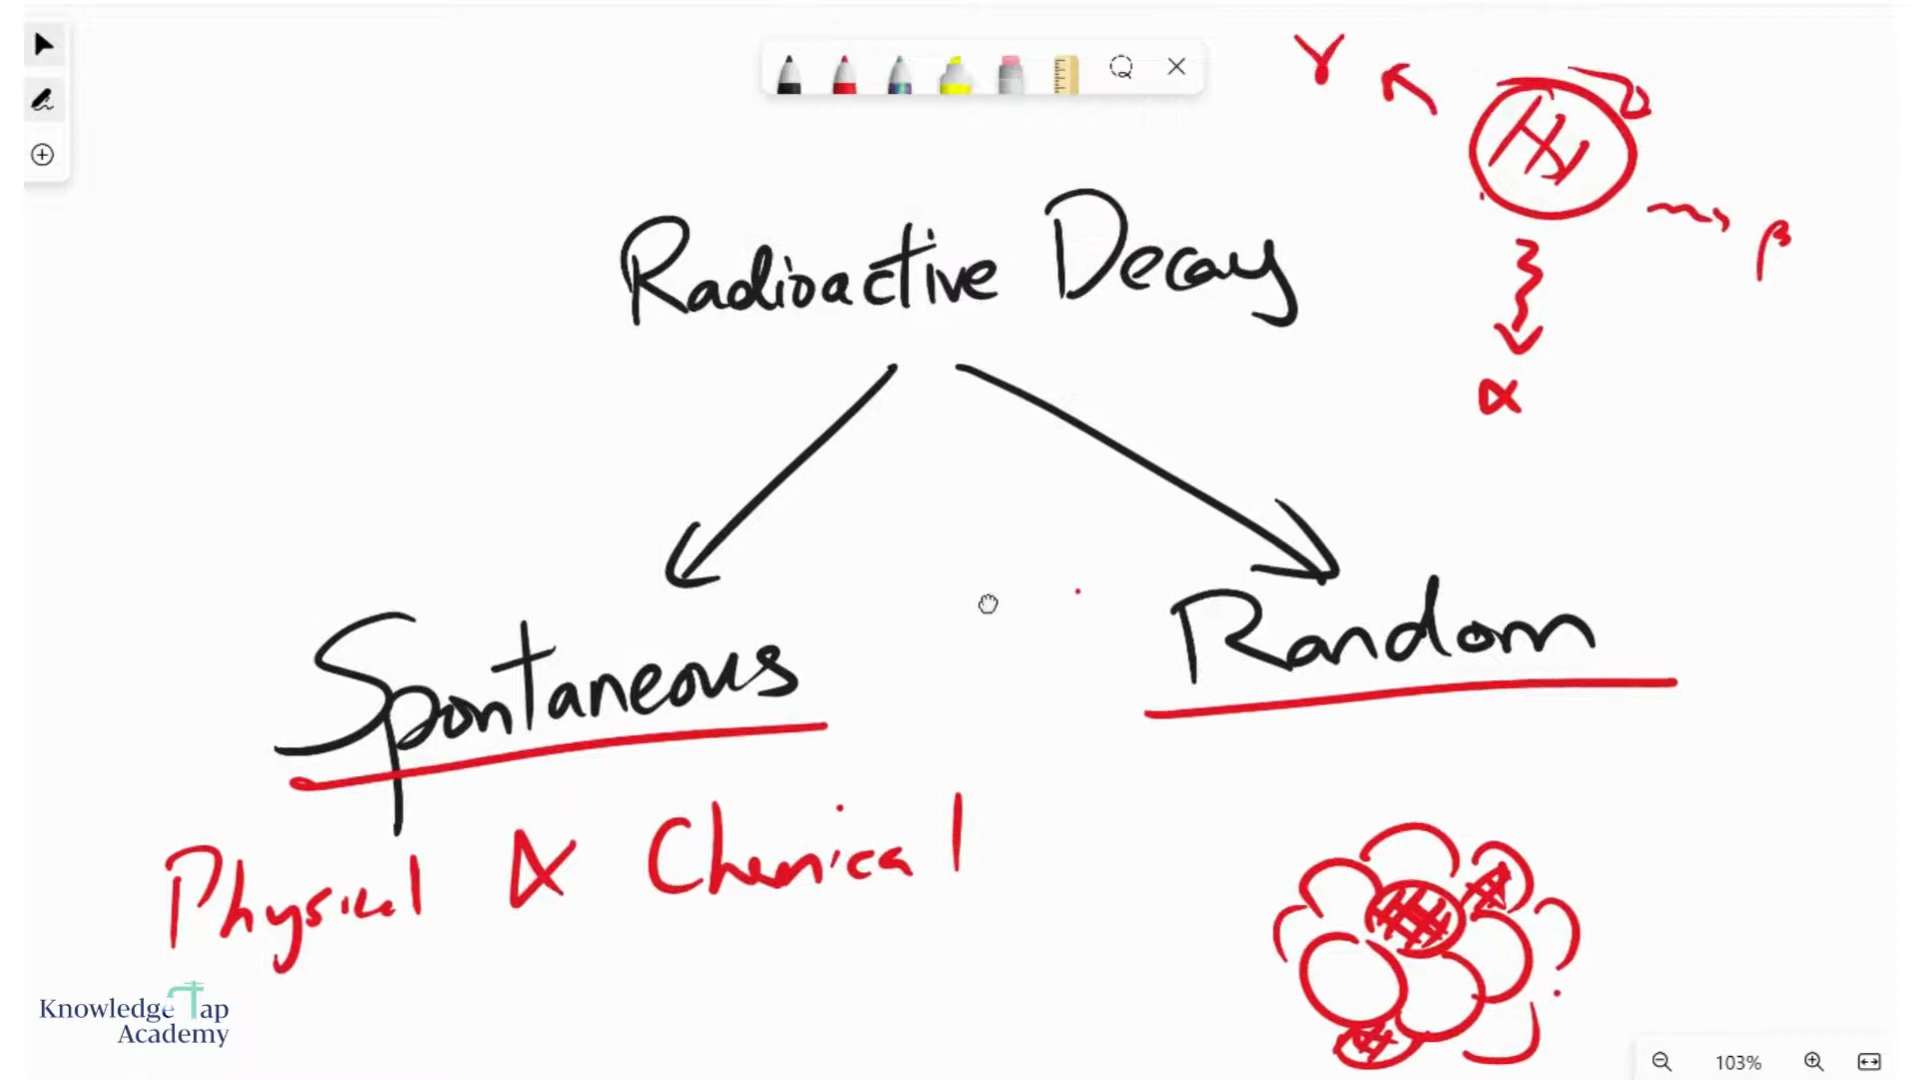 γ
β
α
Radioactive Decay
Spontaneous
Random
Physical & Chemical
Knowledge Tap
Academy
103%